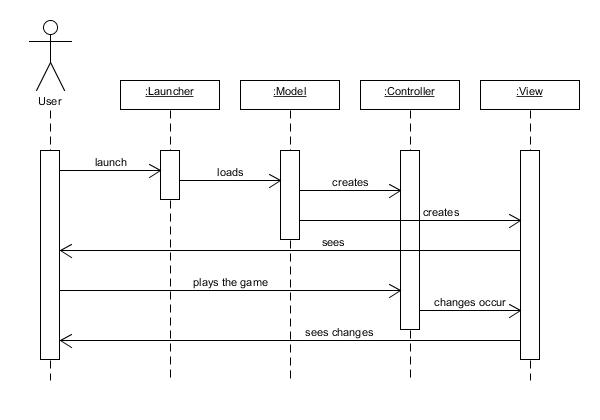 User
:Launcher
:Model
:Controller
:View
launch
loads
creates
creates
sees
plays the game
changes occur
sees changes